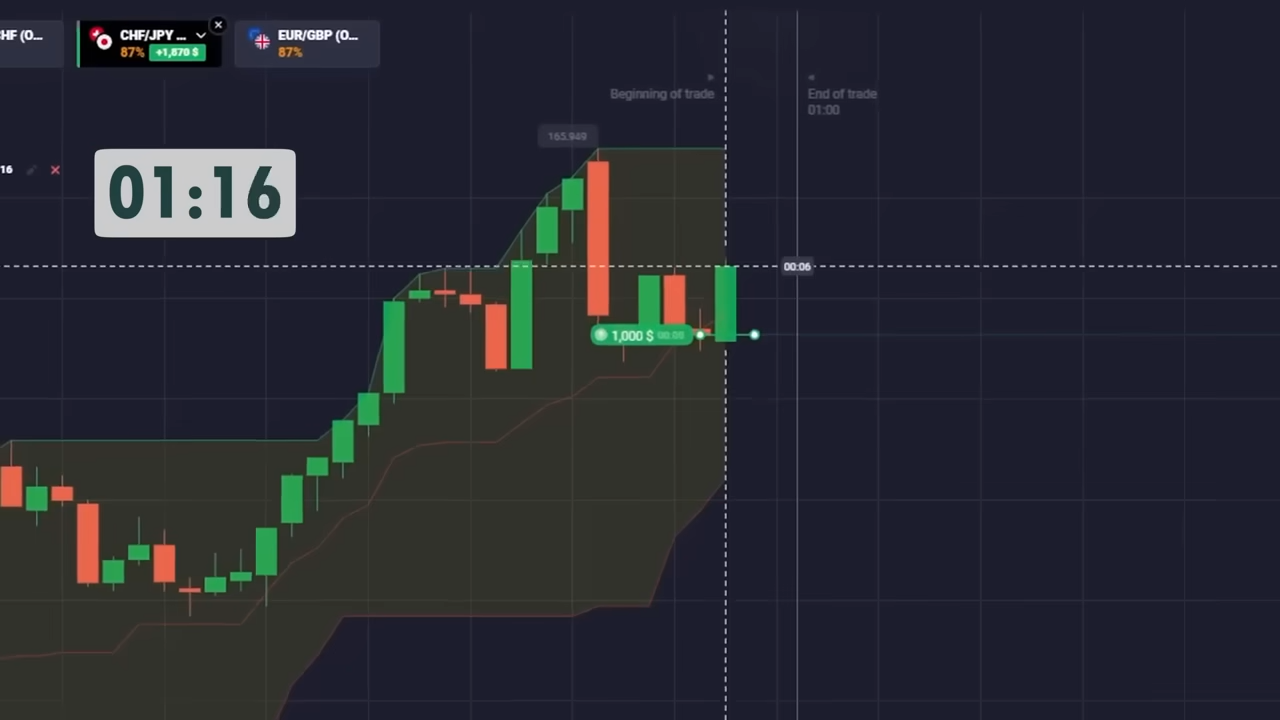 HF (O...
CHF/JPY ...
87% +1,870 $
EUR/GBP (O...
87%
Beginning of trade
End of trade
01:00
165.949
16
01:16
00:06
1,000 $